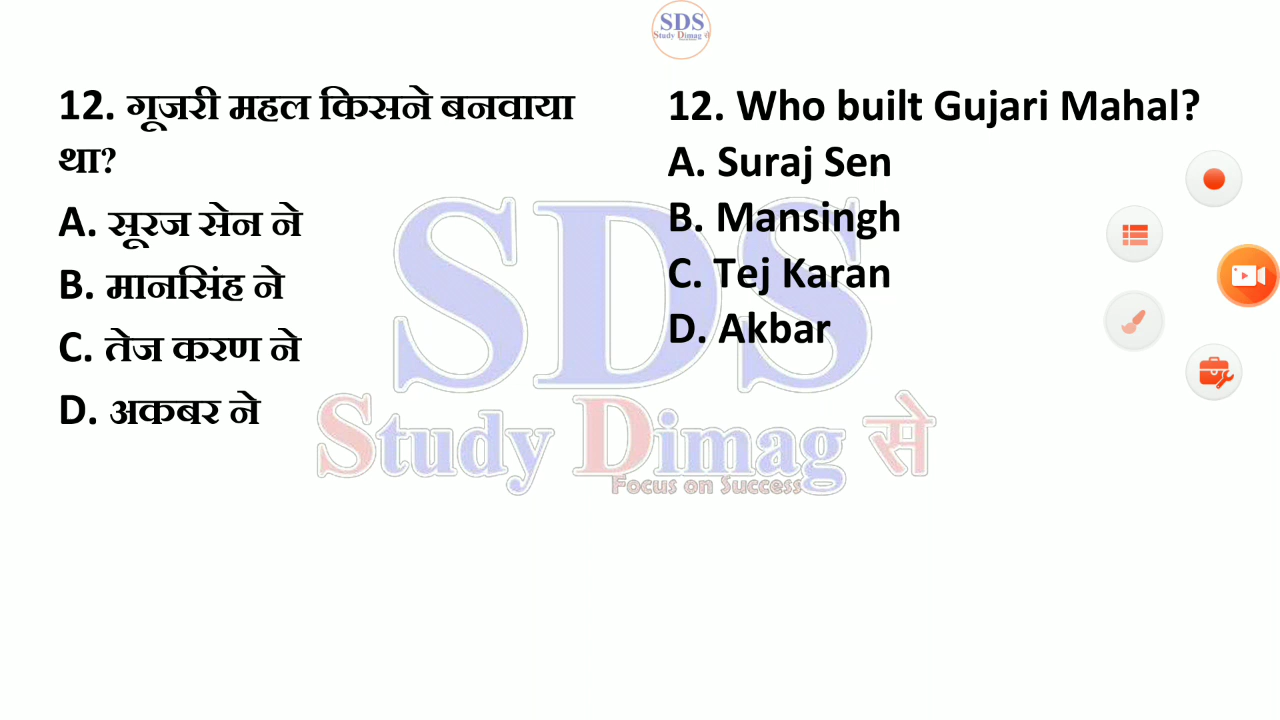 SDS
Study Dimag से
12. गूजरी महल किसने बनवाया
था?
A. सूरज सेन ने
B. मानसिंह ने
C. तेज करण ने
D. अकबर ने
12. Who built Gujari Mahal?
A. Suraj Sen
B. Mansingh
C. Tej Karan
D. Akbar
SDS
Study Dimag से
Focus on Success